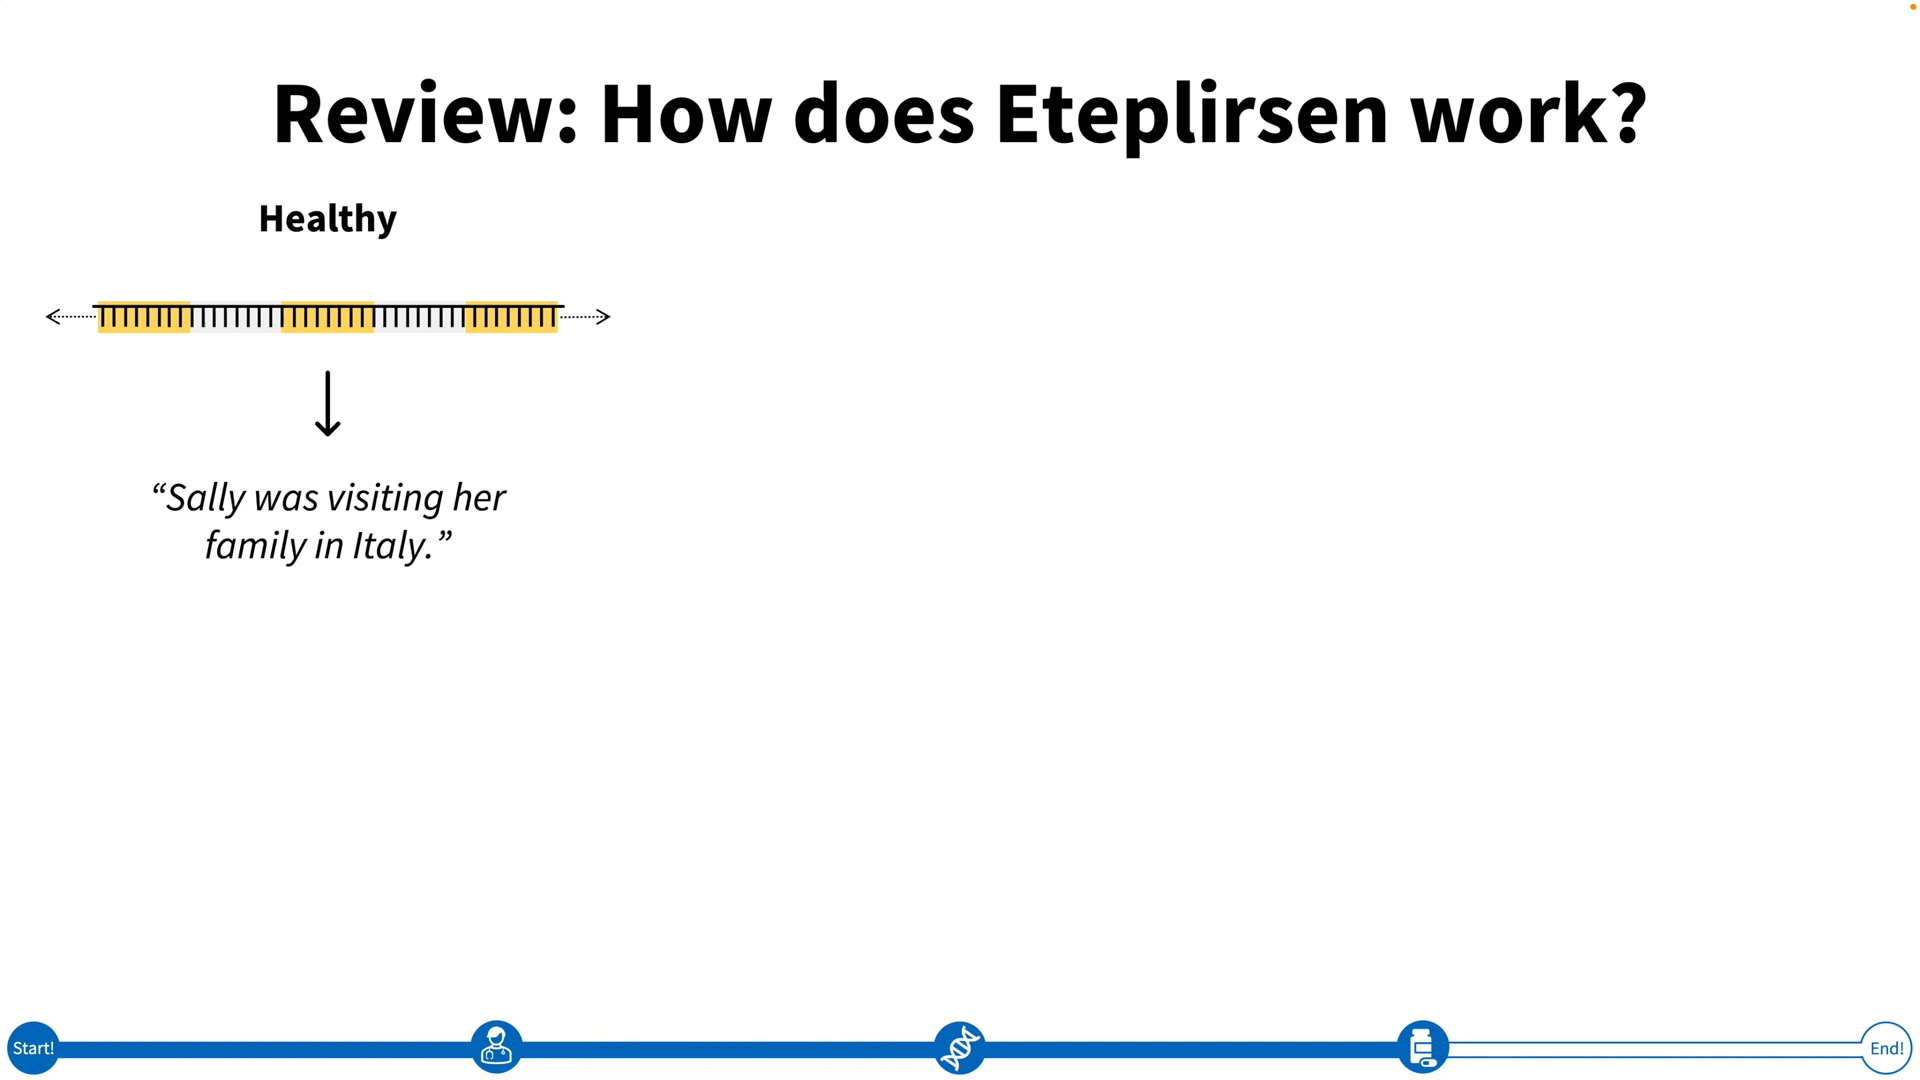 Review: How does Eteplirsen work?
Healthy
“Sally was visiting her
family in Italy.”
Start!
End!